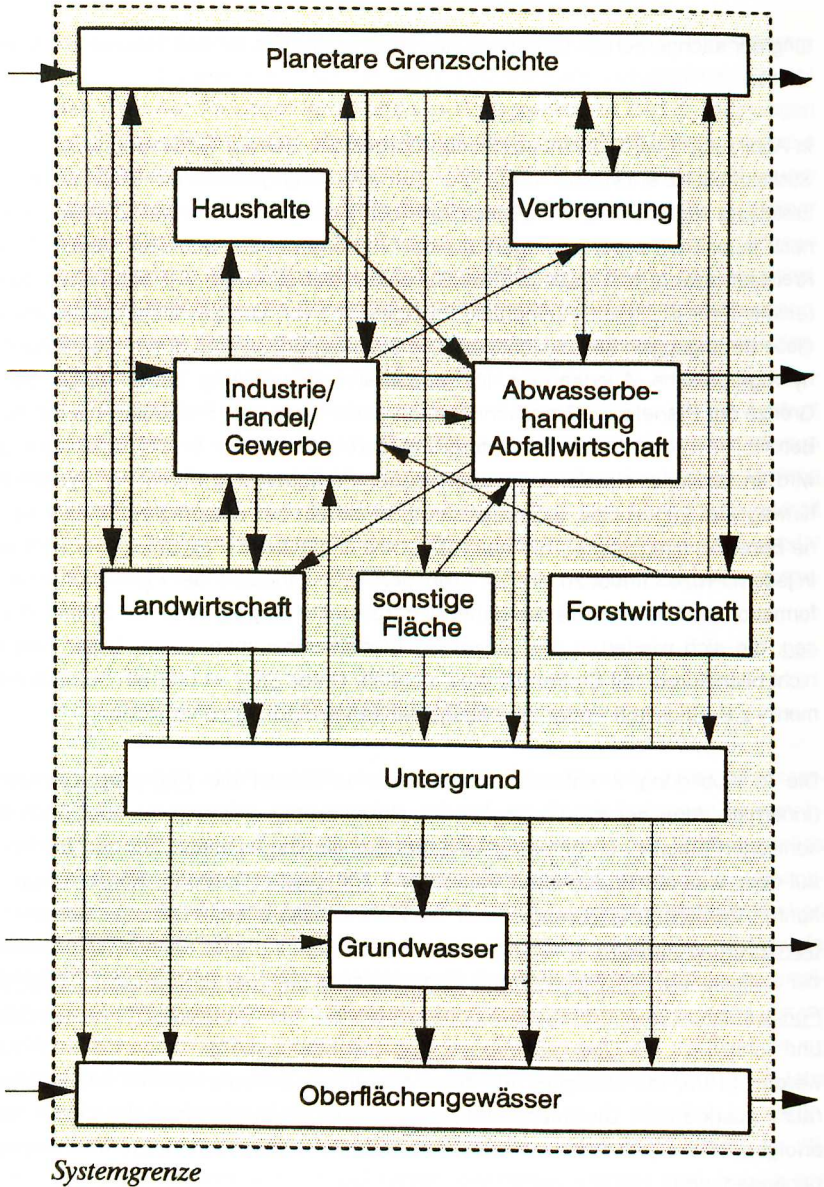 Planetare Grenzschichte
Haushalte
Verbrennung
Industrie/
Handel/
Gewerbe
Abwasserbe-
handlung
Abfallwirtschaft
Landwirtschaft
sonstige
Fläche
Forstwirtschaft
Untergrund
Grundwasser
Oberflächengewässer
Systemgrenze